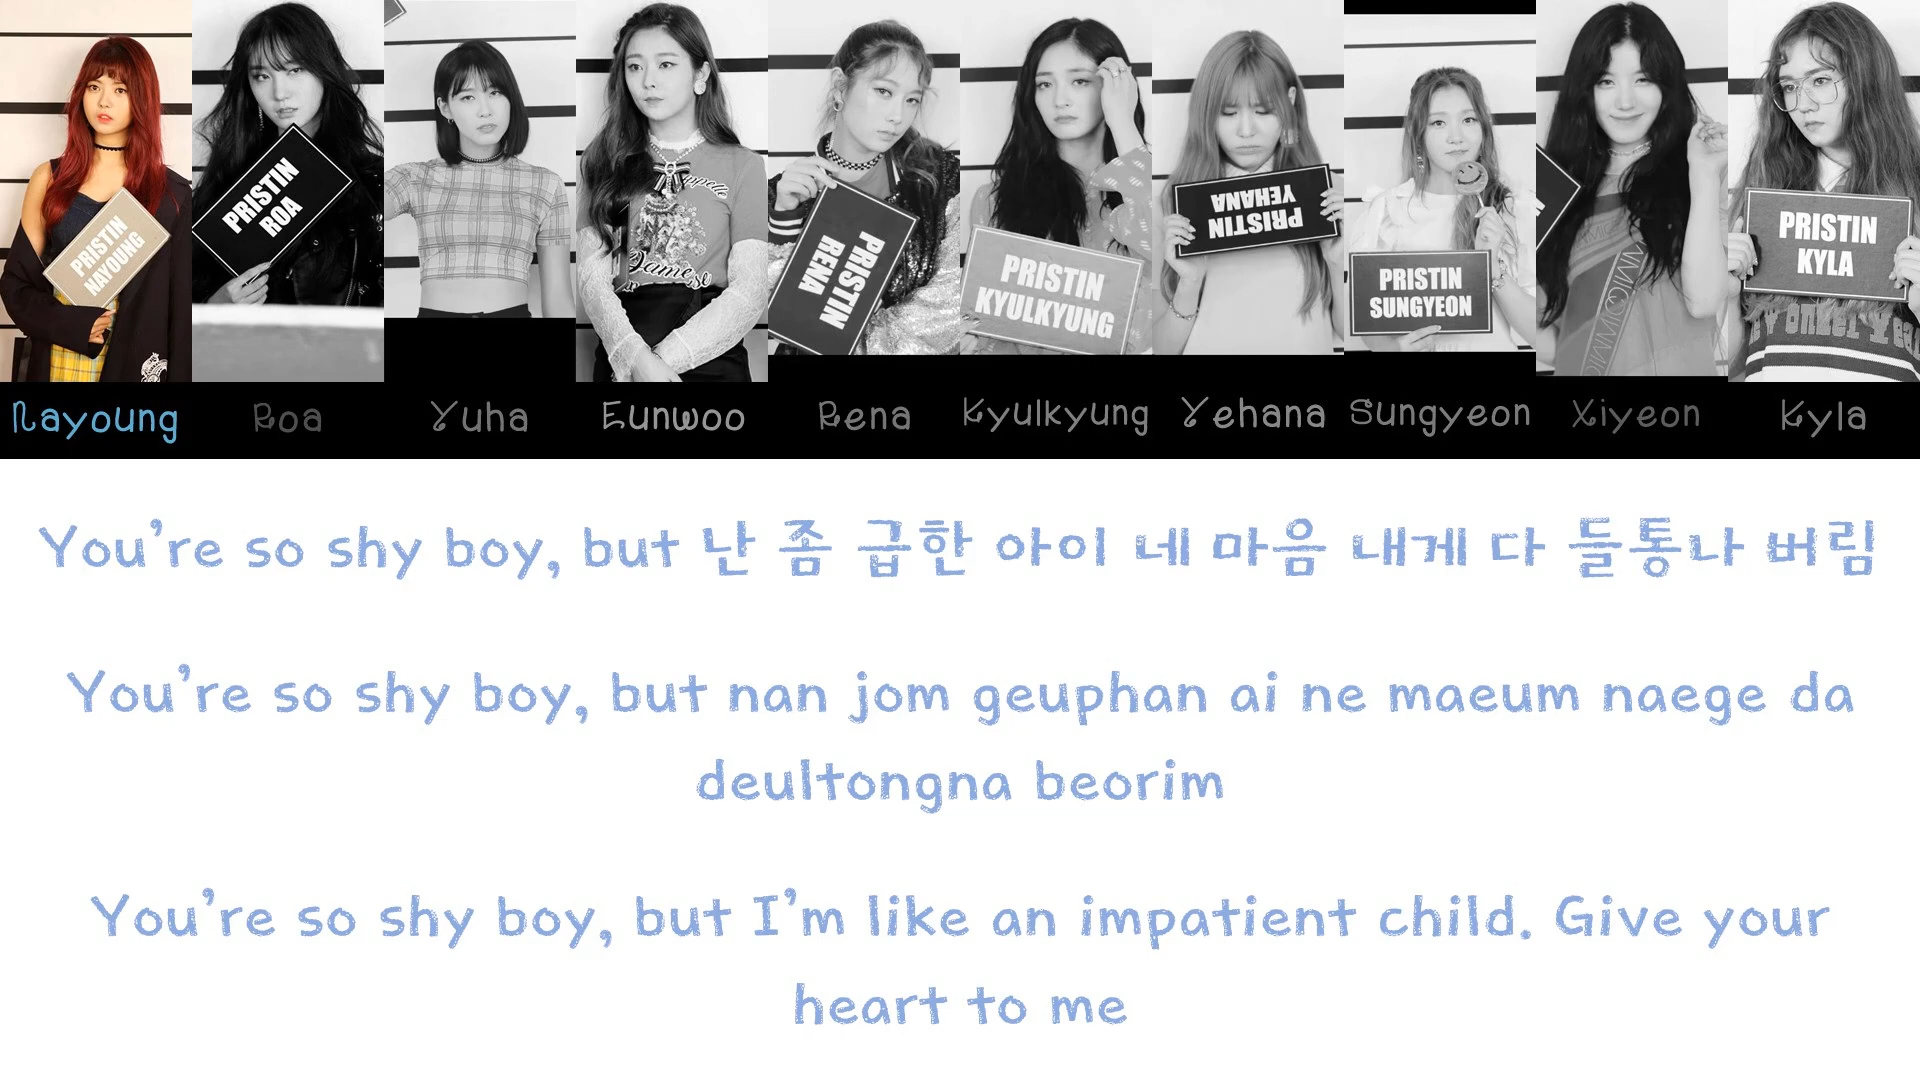 PRISTIN
NAYOUNG
PRISTIN
ROA
PRISTIN
RENA
PRISTIN
KYULKYUNG
PRISTIN
YEHANA
PRISTIN
SUNGYEON
PRISTIN
KYLA
Nayoung Roa Yuha Eunwoo Rena Kyulkyung Yehana Sungyeon Xiyeon Kyla
You're so shy boy, but 난 좀 급한 아이 네 마음 내게 다 들통나 버림
You're so shy boy, but nan jom geuphan ai ne maeum naege da
deultongna beorim
You're so shy boy, but I'm like an impatient child. Give your
heart to me